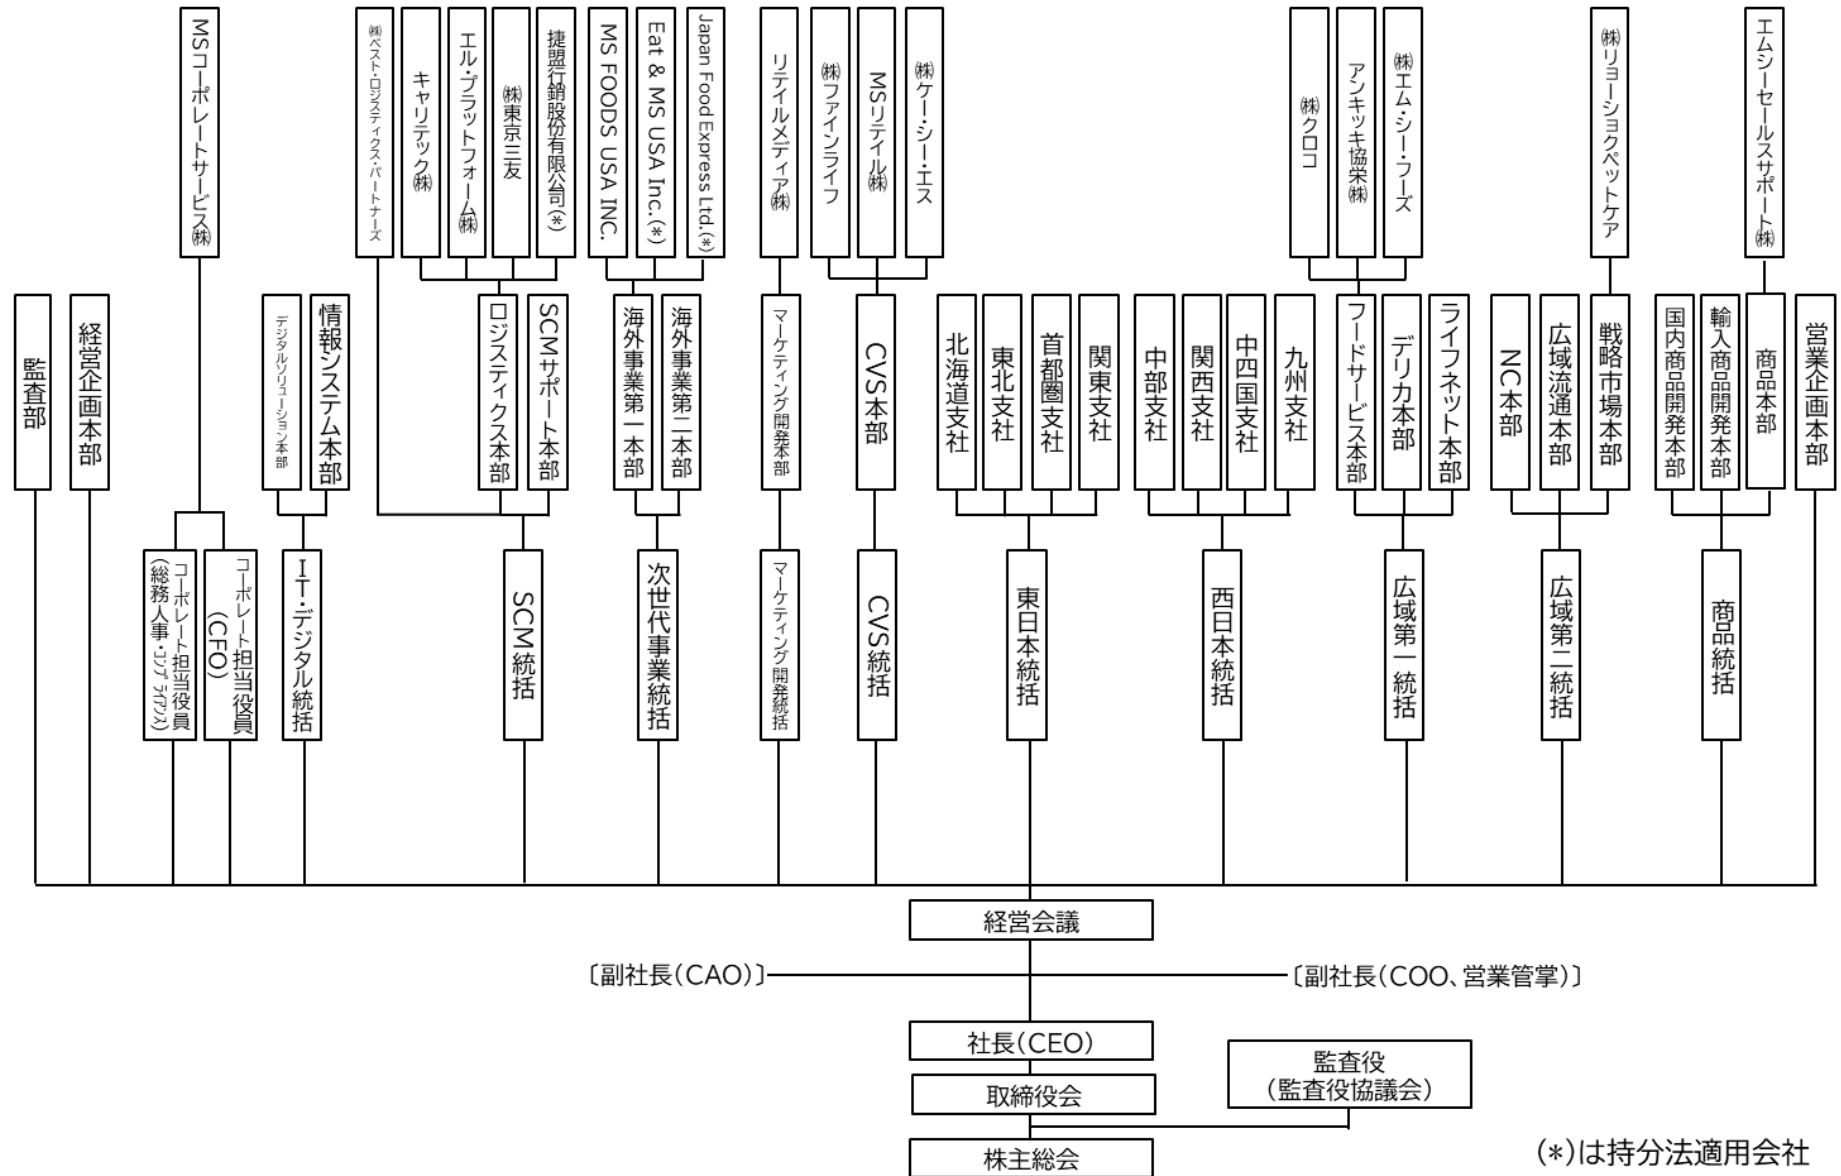 MSコーポレートサービス㈱
㈱ベスト・ロジスティクス・パートナーズ
キャリテック㈱
エル・プラットフォーム㈱
㈱東京三友
捷盟行銷股份有限公司(*)
MS FOODS USA INC.
Eat & MS USA Inc.(*)
Japan Food Express Ltd.(*)
リテイルメディア㈱
㈱ファインライフ
MSリテイル㈱
㈱ケー・シー・エス
㈱クロコ
アンキッキ協栄㈱
㈱エム・シー・フーズ
㈱リョーショクペットケア
エムシーセールスサポート㈱
監査部
経営企画本部
デジタルソリューション本部
情報システム本部
ロジスティクス本部
SCMサポート本部
海外事業第一本部
海外事業第二本部
マーケティング開発本部
CVS本部
北海道支社
東北支社
首都圏支社
関東支社
中部支社
関西支社
中四国支社
九州支社
フードサービス本部
デリカ本部
ライフネット本部
NC本部
広域流通本部
戦略市場本部
国内商品開発本部
輸入商品開発本部
商品本部
営業企画本部
コーポレート担当役員
(総務人事・コンプライアンス)
コーポレート担当役員
(CFO)
IT・デジタル統括
SCM統括
次世代事業統括
マーケティング開発統括
CVS統括
東日本統括
西日本統括
広域第一統括
広域第二統括
商品統括
経営会議
〔副社長(CAO)〕
〔副社長(COO、営業管掌)〕
社長(CEO)
監査役
(監査役協議会)
取締役会
株主総会
(*)は持分法適用会社